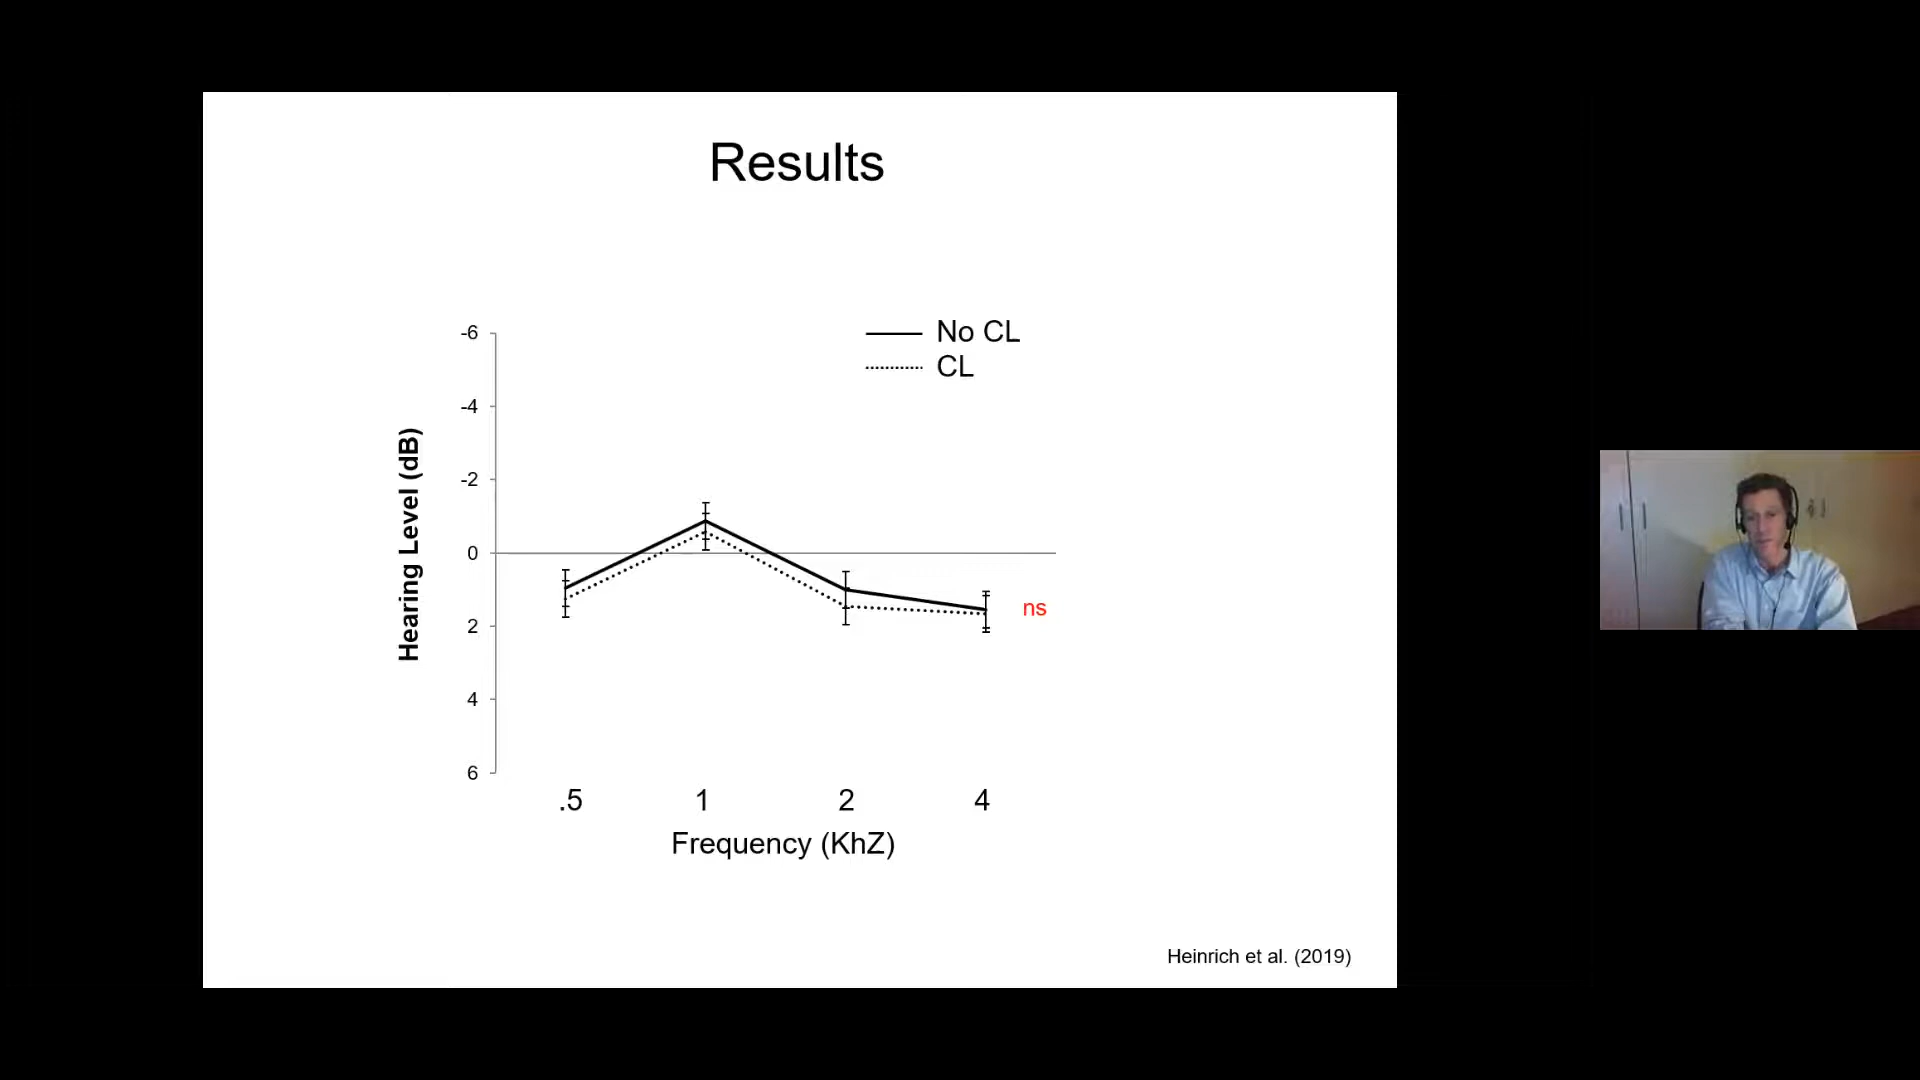 Results
No CL
CL
-6
-4
-2
0
2
4
6
Hearing Level (dB)
ns
.5 1 2 4
Frequency (KhZ)
Heinrich et al. (2019)